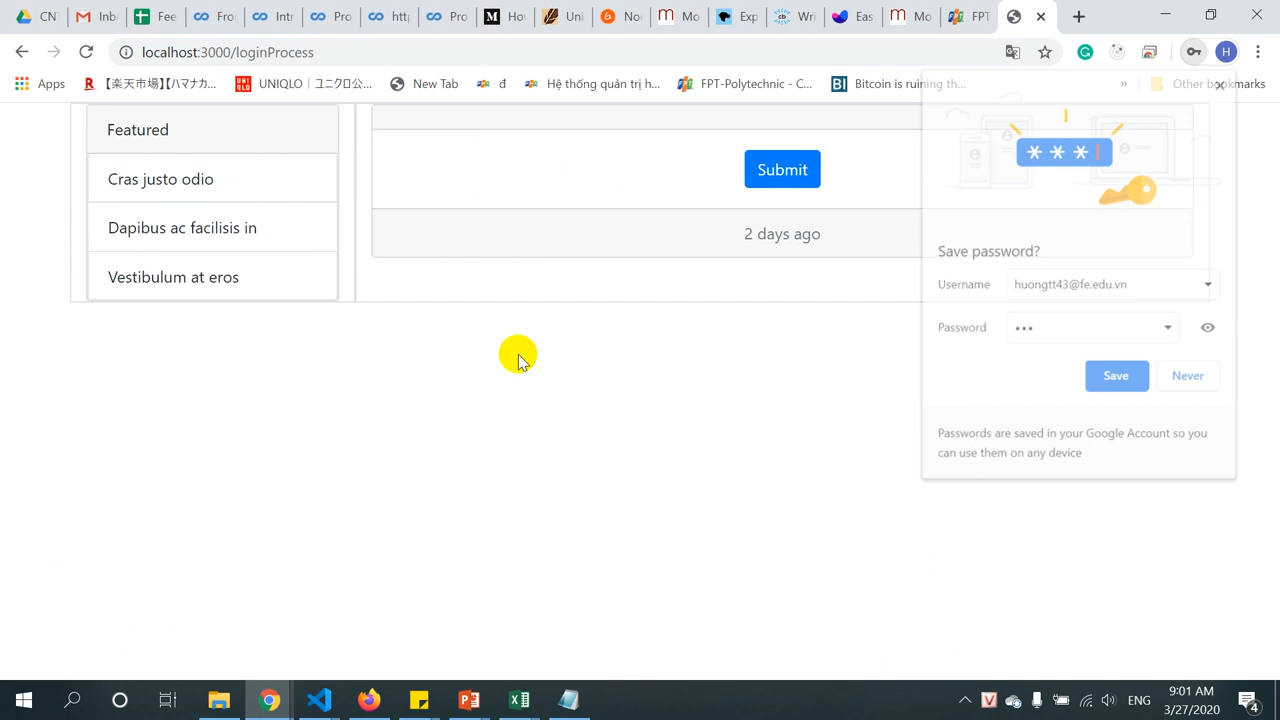 CN Inb Fee Fro Intr Pro http Pro M Ho Uni No Mo Exp Wri Eas Mo FPT
localhost:3000/loginProcess H
Apps 【楽天市場】【ハマナカ... UNIQLO | ユニクロ公... New Tab d Hệ thống quản trị h... FPT-Polytechnic - C... BI Bitcoin is ruining th... » Other bookmarks
Featured
Cras justo odio
Dapibus ac facilisis in
Vestibulum at eros
Submit
2 days ago
***
Save password?
Username huongtt43@fe.edu.vn
Password •••
Save Never
Passwords are saved in your Google Account so you
can use them on any device
ENG
9:01 AM
3/27/2020
4